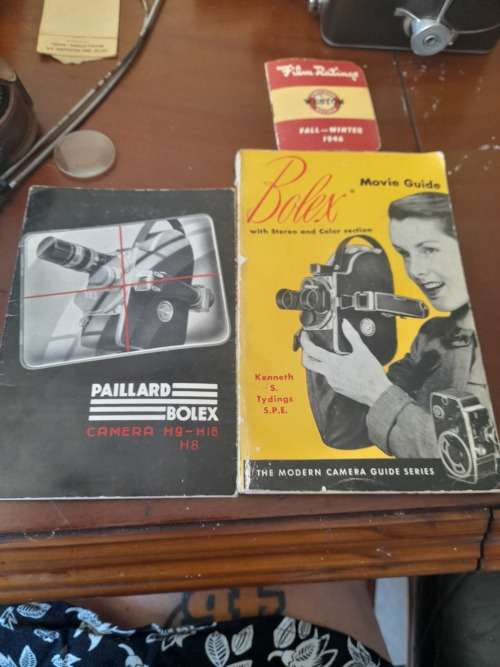 Film Ratings
WESTON
FALL - WINTER
1946
Bolex
Movie Guide
with Stereo and Color section
Kenneth
S.
Tydings
S.P.E.
THE MODERN CAMERA GUIDE SERIES
PAILLARD
BOLEX
CAMERA H9-H16
H8